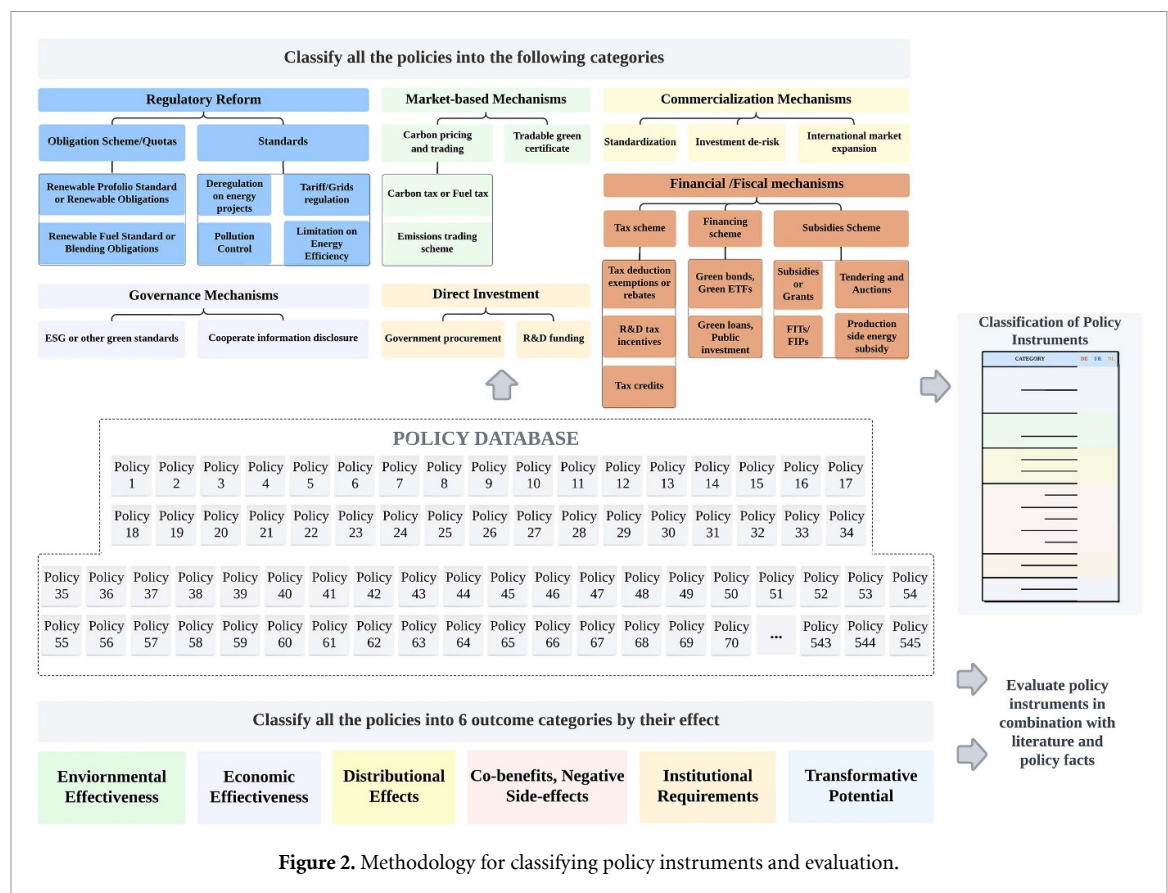 Classify all the policies into the following categories
Regulatory Reform
Obligation Scheme/Quotas
Standards
Renewable Profolio Standard
or Renewable Obligations
Renewable Fuel Standard or
Blending Obligations
Deregulation
on energy
projects
Tariff/Grids
regulation
Pollution
Control
Limitation on
Energy
Efficiency
Market-based Mechanisms
Carbon pricing
and trading
Tradable green
certificate
Carbon tax or Fuel tax
Emissions trading
scheme
Commercialization Mechanisms
Standardization
Investment de-risk
International market
expansion
Financial /Fiscal mechanisms
Tax scheme
Financing
scheme
Subsidies Scheme
Tax deduction
exemptions or
rebates
R&D tax
incentives
Tax credits
Green bonds,
Green ETFs
Green loans,
Public
investment
Subsidies
or
Grants
Tendering and
Auctions
FITs/
FIPs
Production
side energy
subsidy
Governance Mechanisms
ESG or other green standards
Cooperate information disclosure
Direct Investment
Government procurement
R&D funding
Classification of Policy
Instruments
CATEGORY DE FR NL
POLICY DATABASE
Policy Policy Policy Policy Policy Policy Policy Policy Policy Policy Policy Policy Policy Policy Policy Policy Policy
1 2 3 4 5 6 7 8 9 10 11 12 13 14 15 16 17
Policy Policy Policy Policy Policy Policy Policy Policy Policy Policy Policy Policy Policy Policy Policy Policy Policy
18 19 20 21 22 23 24 25 26 27 28 29 30 31 32 33 34
Policy Policy Policy Policy Policy Policy Policy Policy Policy Policy Policy Policy Policy Policy Policy Policy Policy Policy Policy Policy
35 36 37 38 39 40 41 42 43 44 45 46 47 48 49 50 51 52 53 54
Policy Policy Policy Policy Policy Policy Policy Policy Policy Policy Policy Policy Policy Policy Policy Policy ... Policy Policy Policy
55 56 57 58 59 60 61 62 63 64 65 66 67 68 69 70 543 544 545
Evaluate policy
instruments in
combination with
literature and
policy facts
Classify all the policies into 6 outcome categories by their effect
Enviornmental
Effectiveness
Economic
Effiectiveness
Distributional
Effects
Co-benefits, Negative
Side-effects
Institutional
Requirements
Transformative
Potential
Figure 2. Methodology for classifying policy instruments and evaluation.